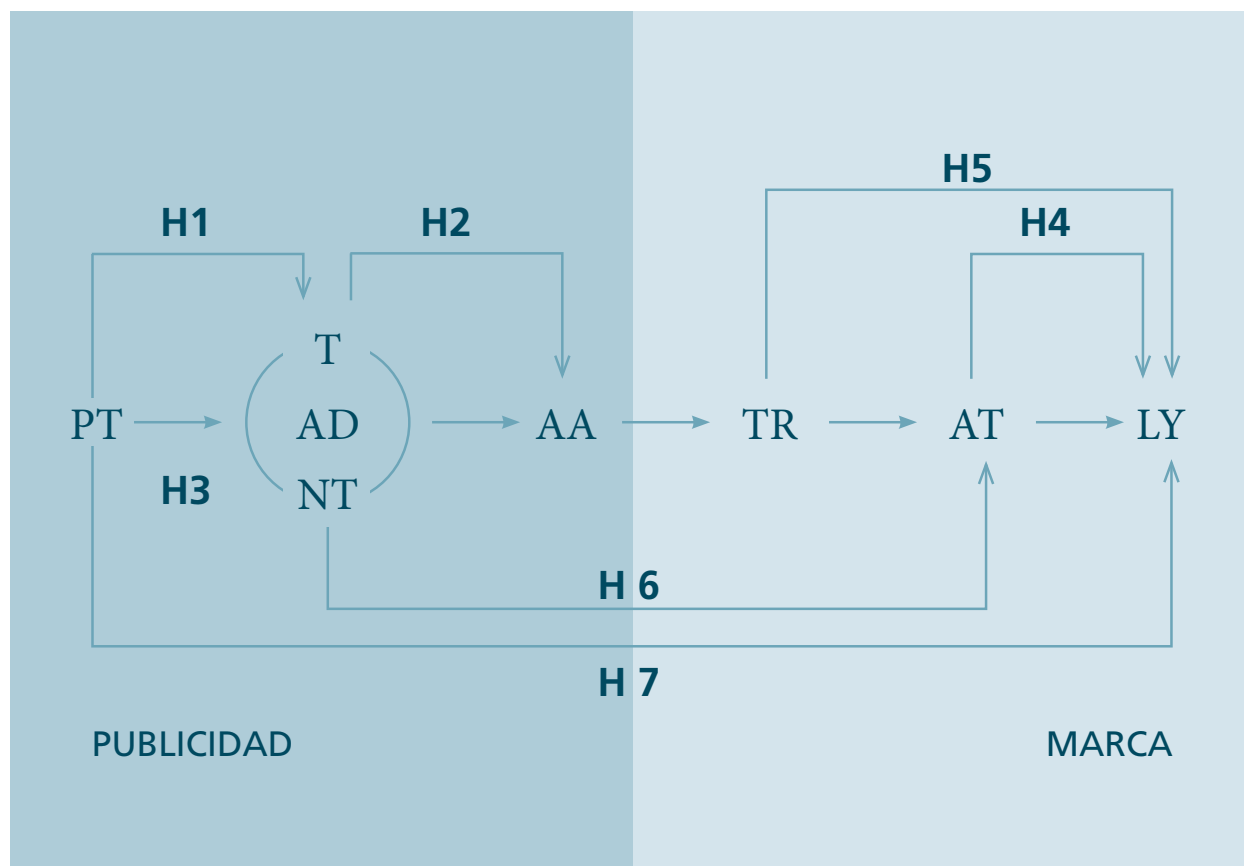 H5
H1 H2 H4
T
PT AD AA TR AT LY
H3 NT
H 6
H 7
PUBLICIDAD MARCA